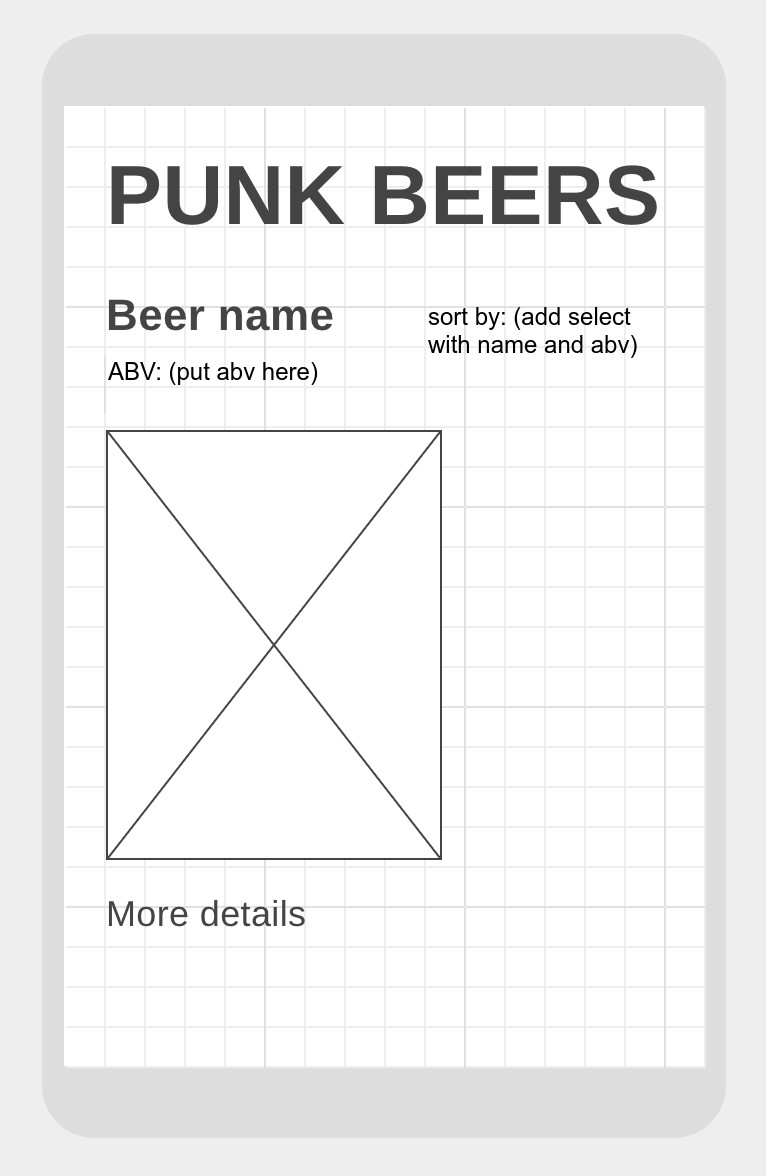 PUNK BEERS
Beer name
sort by: (add select
with name and abv)
ABV: (put abv here)
More details